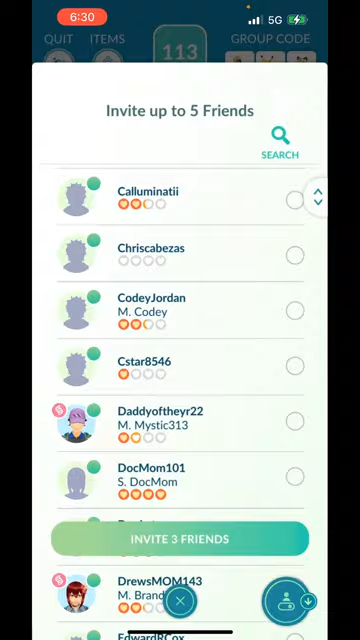 6:30
5G
QUIT
ITEMS
113
GROUP CODE
Invite up to 5 Friends
SEARCH
Calluminatii
Chriscabezas
CodeyJordan
M. Codey
Cstar8546
Daddyoftheyr22
M. Mystic313
DocMom101
S. DocMom
INVITE 3 FRIENDS
DrewsMOM143
M. Brand
EdwardRCox